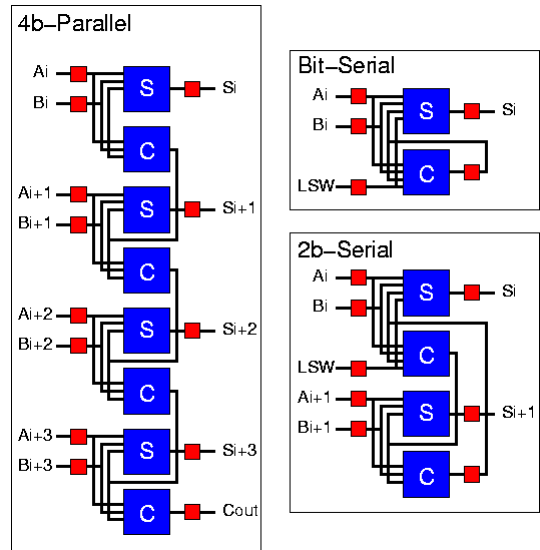 4b−Parallel
Ai
S
Si
Bi
C
Ai+1
S
Si+1
Bi+1
C
Ai+2
S
Si+2
Bi+2
C
Ai+3
S
Si+3
Bi+3
C
Cout
Bit−Serial
Ai
S
Si
Bi
LSW
C
2b−Serial
Ai
S
Si
Bi
C
LSW
Ai+1
S
Si+1
Bi+1
C